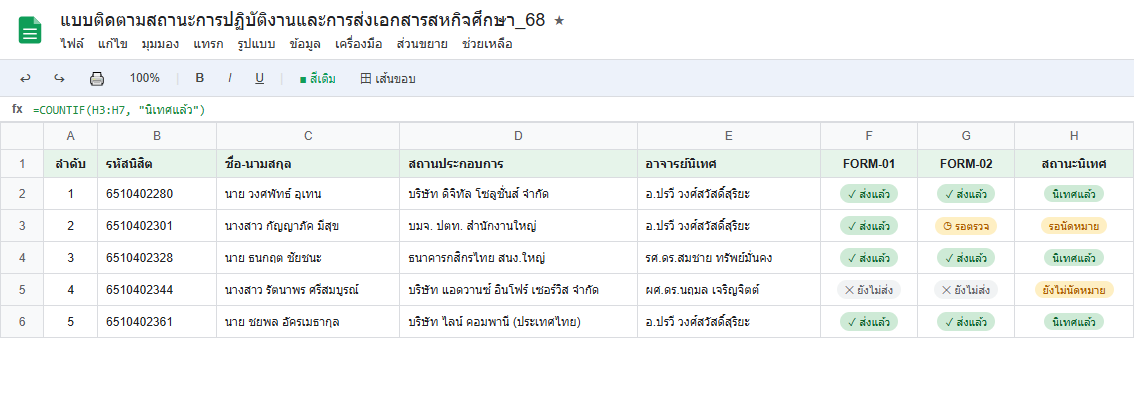 แบบติดตามสถานะการปฏิบัติงานและการส่งเอกสารสหกิจศึกษา_68 ★
ไฟล์ แก้ไข มุมมอง แทรก รูปแบบ ข้อมูล เครื่องมือ ส่วนขยาย ช่วยเหลือ
100% B I U สีเติม เส้นขอบ
fx =COUNTIF(H3:H7, "นิเทศแล้ว")
A B C D E F G H
1 ลำดับ รหัสนิสิต ชื่อ-นามสกุล สถานประกอบการ อาจารย์นิเทศ FORM-01 FORM-02 สถานะนิเทศ
2 1 6510402280 นาย วงศพัทธ์ อุเทน บริษัท ดิจิทัล โซลูชั่นส์ จำกัด อ.ปรวี วงศ์สวัสดิ์สุริยะ ✓ ส่งแล้ว ✓ ส่งแล้ว นิเทศแล้ว
3 2 6510402301 นางสาว กัญญาภัค มีสุข บมจ. ปตท. สำนักงานใหญ่ อ.ปรวี วงศ์สวัสดิ์สุริยะ ✓ ส่งแล้ว รอตรวจ รอนัดหมาย
4 3 6510402328 นาย ธนกฤต ชัยชนะ ธนาคารกสิกรไทย สนง.ใหญ่ รศ.ดร.สมชาย ทรัพย์มั่นคง ✓ ส่งแล้ว ✓ ส่งแล้ว นิเทศแล้ว
5 4 6510402344 นางสาว รัตนาพร ศรีสมบูรณ์ บริษัท แอดวานซ์ อินโฟร์ เซอร์วิส จำกัด ผศ.ดร.นฤมล เจริญจิตต์ ✕ ยังไม่ส่ง ✕ ยังไม่ส่ง ยังไม่นัดหมาย
6 5 6510402361 นาย ชยพล อัครเมธากุล บริษัท ไลน์ คอมพานี (ประเทศไทย) อ.ปรวี วงศ์สวัสดิ์สุริยะ ✓ ส่งแล้ว ✓ ส่งแล้ว นิเทศแล้ว